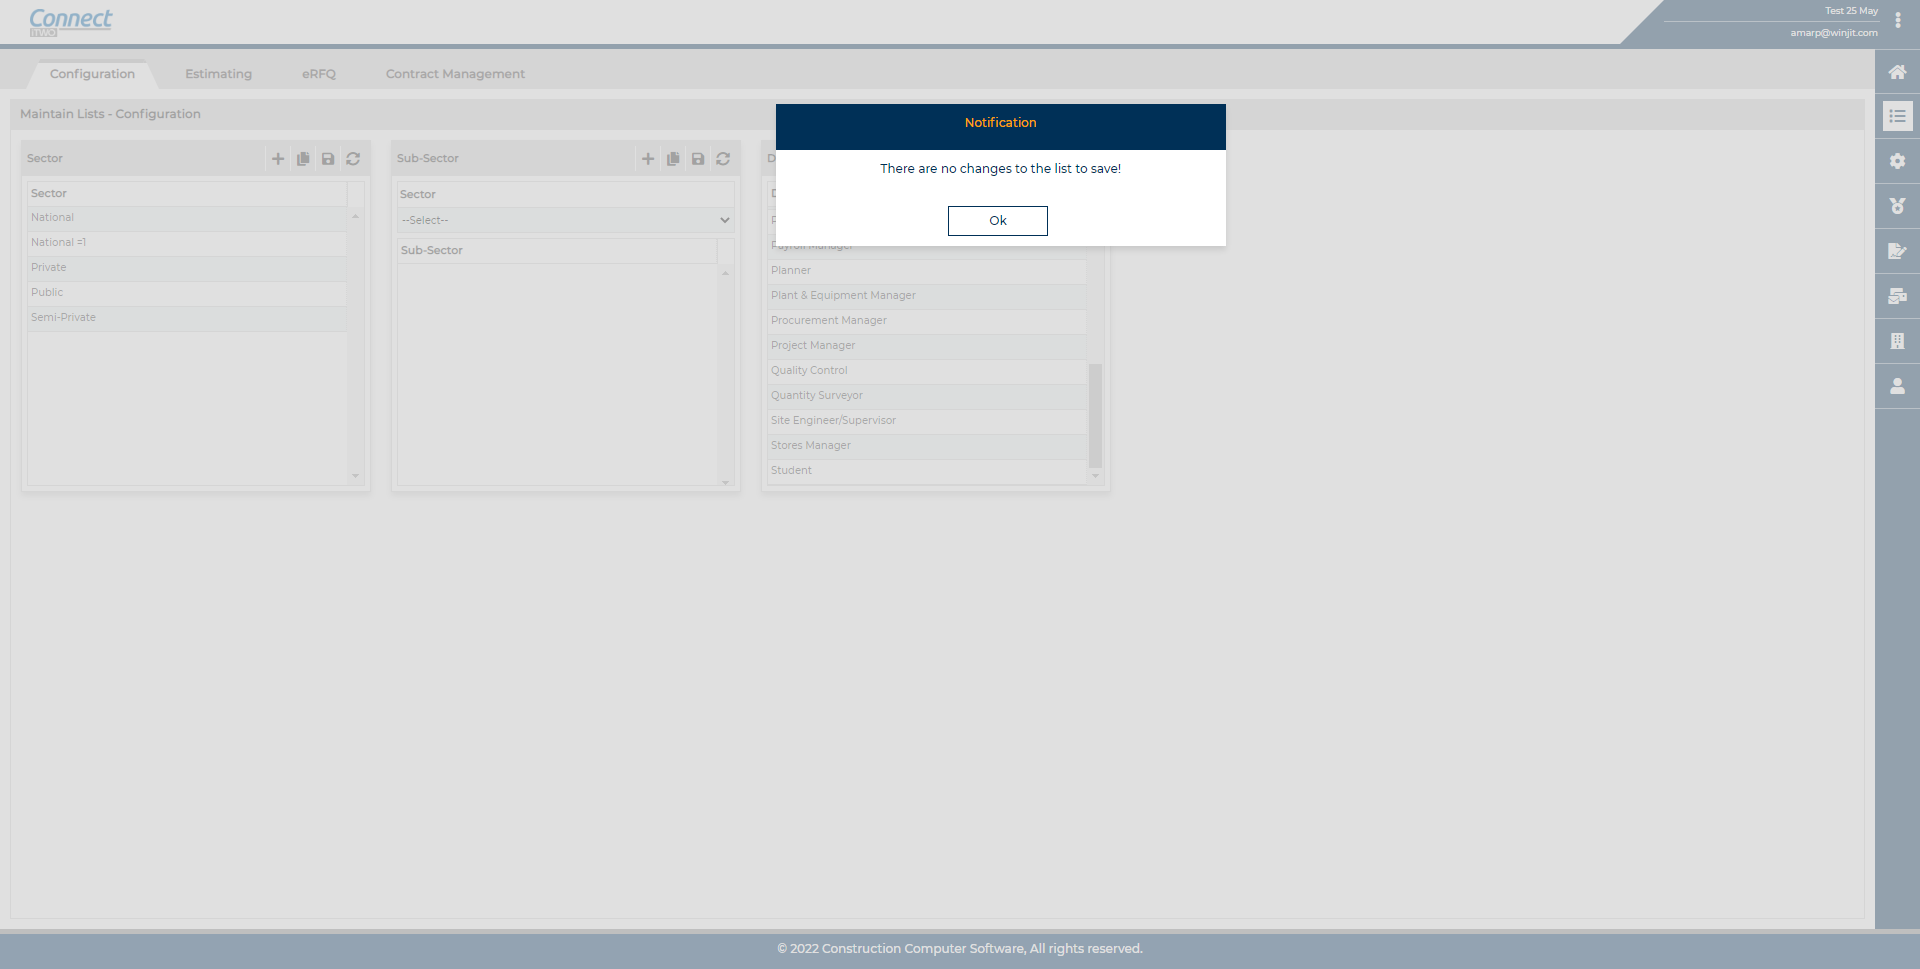 Connect
iTWO
Test 25 May
amarp@winjit.com
Configuration
Estimating
eRFQ
Contract Management
Maintain Lists - Configuration
Notification
There are no changes to the list to save!
Ok
Sector
Sector
National
National =1
Private
Public
Semi-Private
Sub-Sector
Sector
--Select--
Sub-Sector
Payroll Manager
Planner
Plant & Equipment Manager
Procurement Manager
Project Manager
Quality Control
Quantity Surveyor
Site Engineer/Supervisor
Stores Manager
Student
© 2022 Construction Computer Software, All rights reserved.